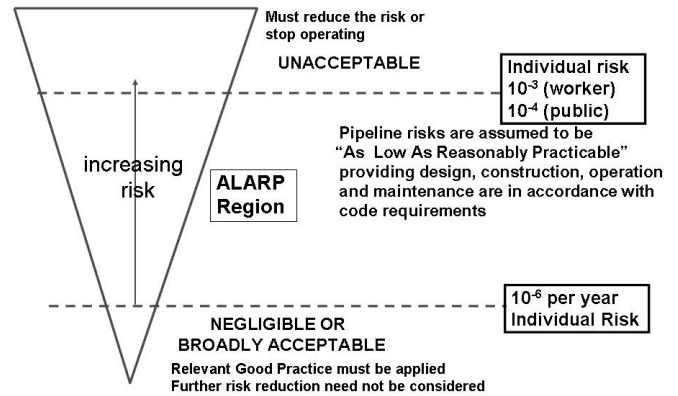 Must reduce the risk or
stop operating
UNACCEPTABLE
Individual risk
10⁻³ (worker)
10⁻⁴ (public)
Pipeline risks are assumed to be
“As Low As Reasonably Practicable”
providing design, construction, operation
and maintenance are in accordance with
code requirements
increasing
risk
ALARP
Region
10⁻⁶ per year
Individual Risk
NEGLIGIBLE OR
BROADLY ACCEPTABLE
Relevant Good Practice must be applied
Further risk reduction need not be considered